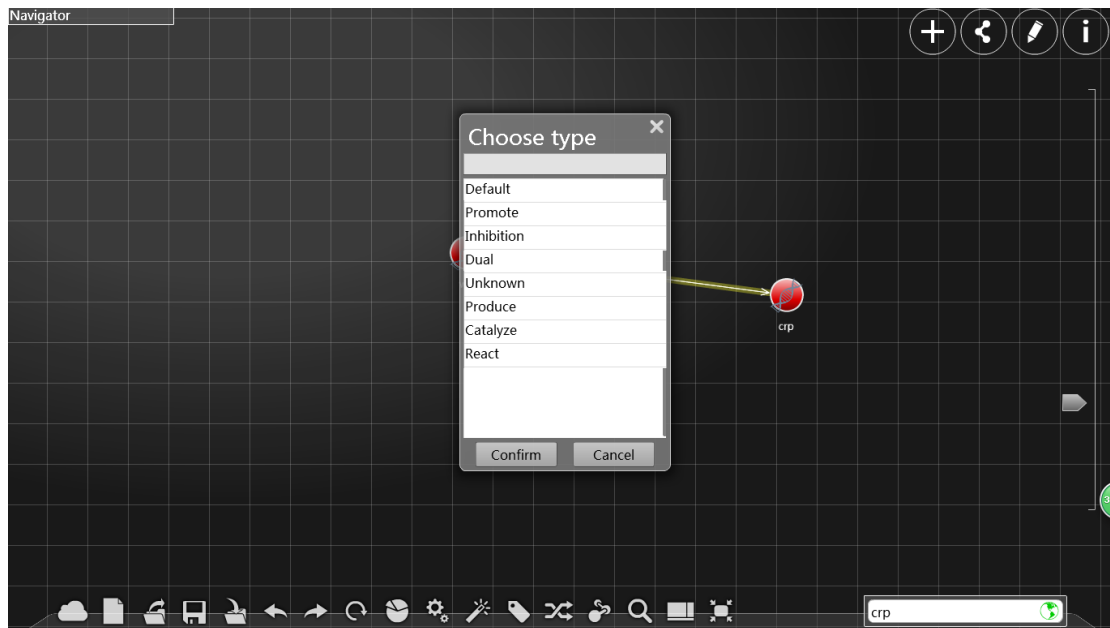 Navigator
Choose type
Default
Promote
Inhibition
Dual
Unknown
Produce
Catalyze
React
Confirm
Cancel
crp
crp